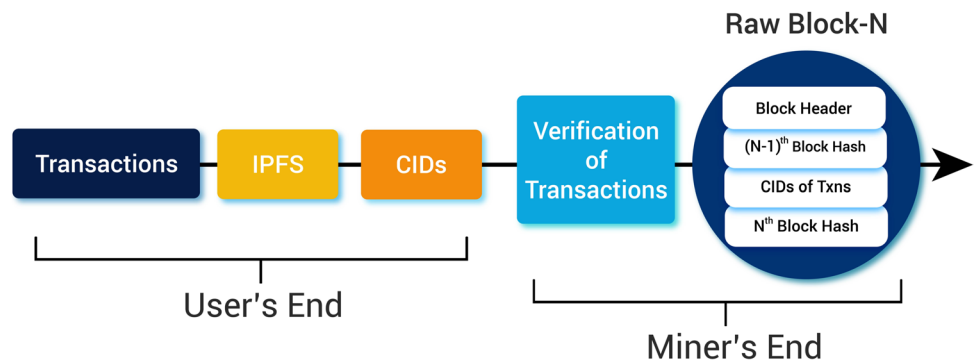 Raw Block-N
Transactions
IPFS
CIDs
Verification
of
Transactions
Block Header
(N-1)th Block Hash
CIDs of Txns
Nth Block Hash
User's End
Miner's End